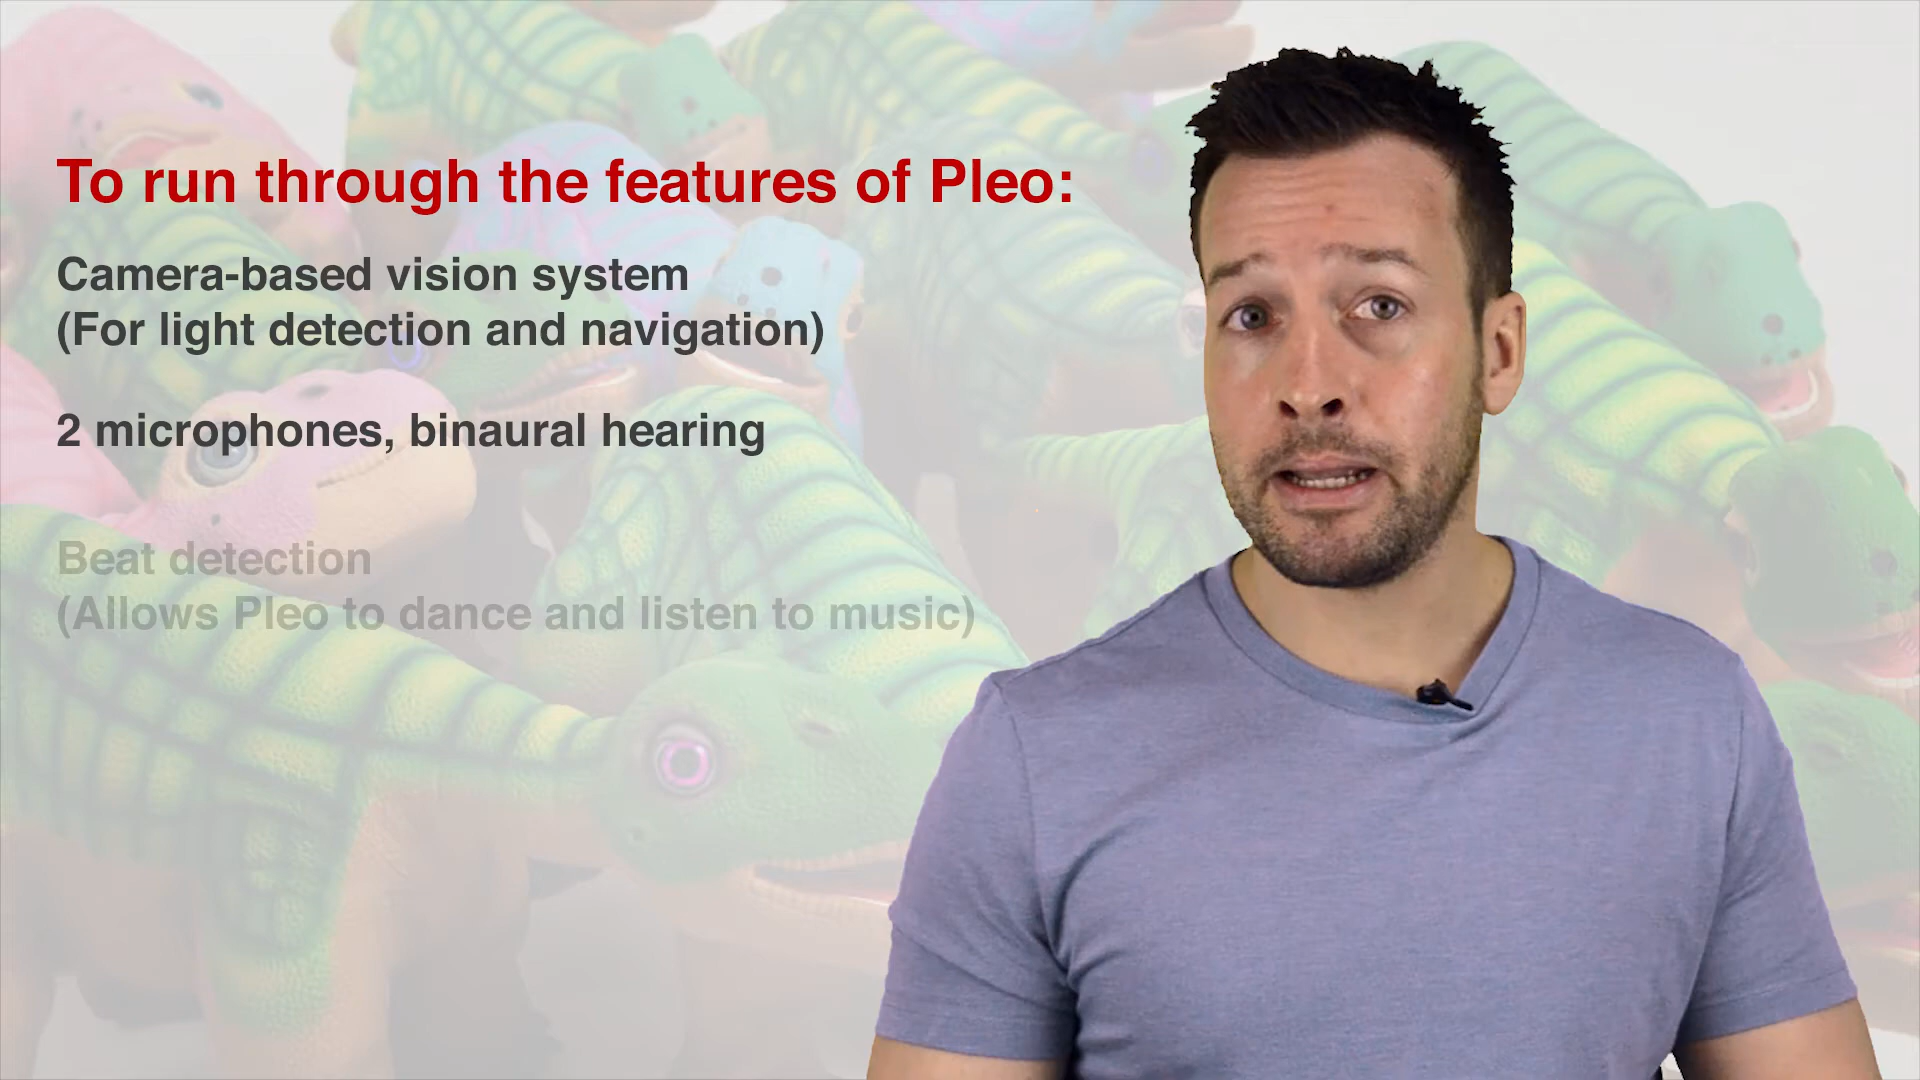 To run through the features of Pleo:
Camera-based vision system
(For light detection and navigation)
2 microphones, binaural hearing
Beat detection
(Allows Pleo to dance and listen to music)